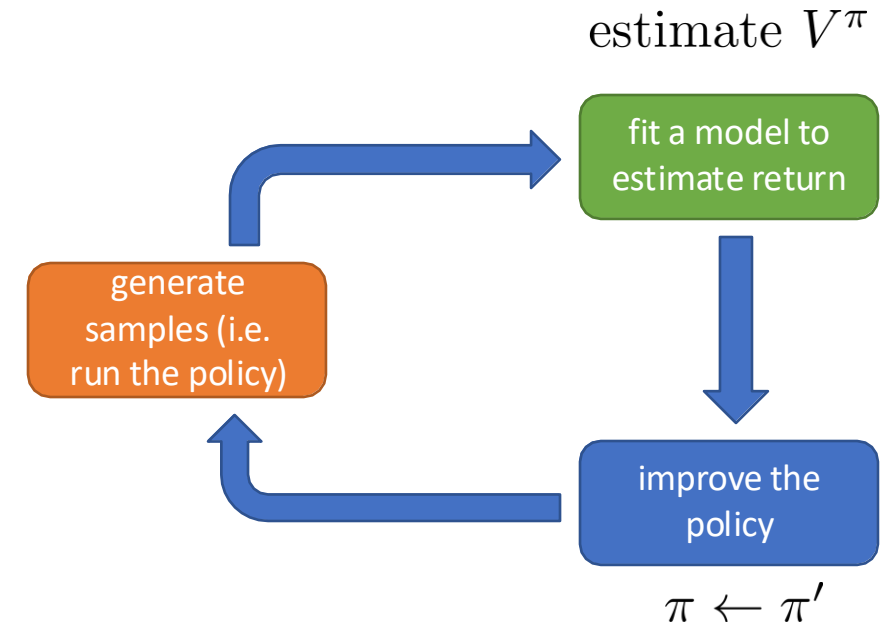 estimate V^π
fit a model to
estimate return
generate
samples (i.e.
run the policy)
improve the
policy
π ← π′